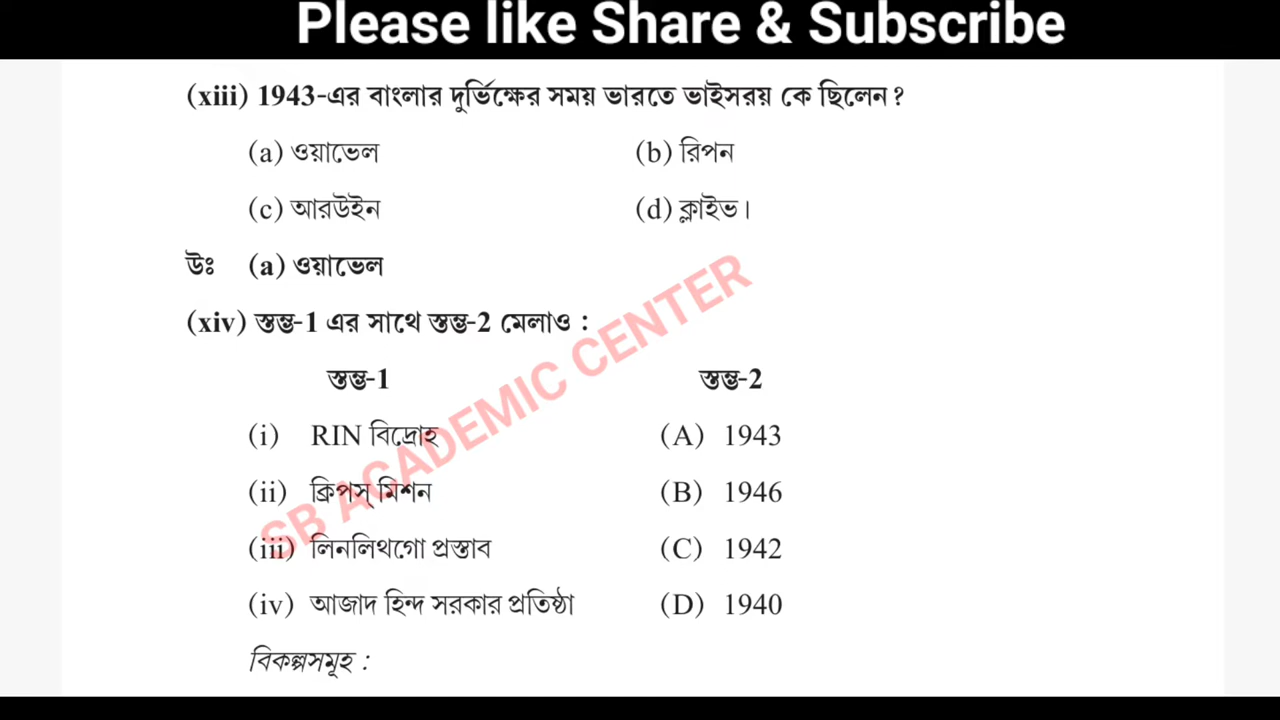 Please like Share & Subscribe
(xiii) 1943-এর বাংলার দুর্ভিক্ষের সময় ভারতে ভাইসরয় কে ছিলেন?
(a) ওয়াভেল (b) রিপন
(c) আরউইন (d) ক্লাইভ।
উঃ (a) ওয়াভেল
(xiv) স্তম্ভ-1 এর সাথে স্তম্ভ-2 মেলাও :
স্তম্ভ-1 স্তম্ভ-2
(i) RIN বিদ্রোহ (A) 1943
(ii) ক্রিপস্ মিশন (B) 1946
(iii) লিনলিথগো প্রস্তাব (C) 1942
(iv) আজাদ হিন্দ সরকার প্রতিষ্ঠা (D) 1940
বিকল্পসমূহ :
SB ACADEMIC CENTER